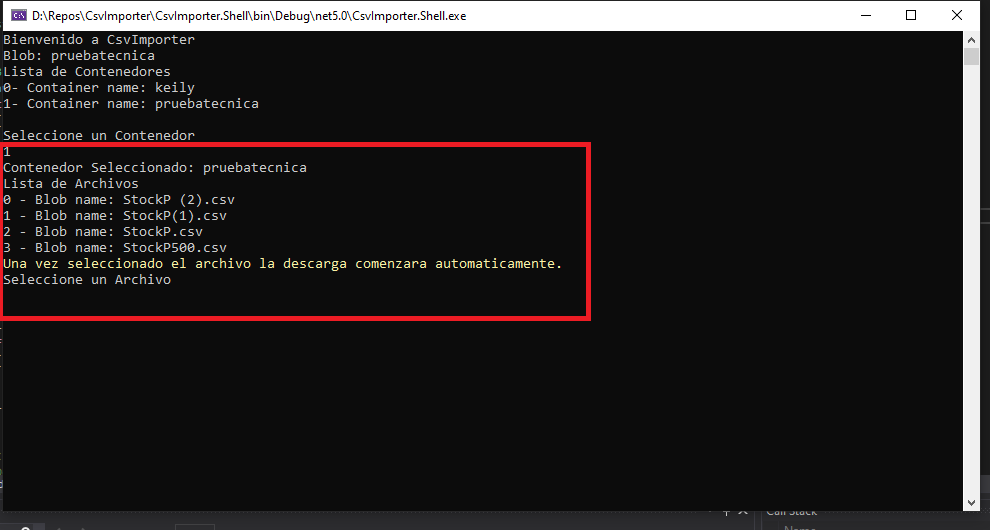 D:\Repos\CsvImporter\CsvImporter.Shell\bin\Debug\net5.0\CsvImporter.Shell.exe
Bienvenido a CsvImporter
Blob: pruebatecnica
Lista de Contenedores
0- Container name: keily
1- Container name: pruebatecnica
Seleccione un Contenedor
1
Contenedor Seleccionado: pruebatecnica
Lista de Archivos
0 - Blob name: StockP (2).csv
1 - Blob name: StockP(1).csv
2 - Blob name: StockP.csv
3 - Blob name: StockP500.csv
Una vez seleccionado el archivo la descarga comenzara automaticamente.
Seleccione un Archivo
Call Stack
Name